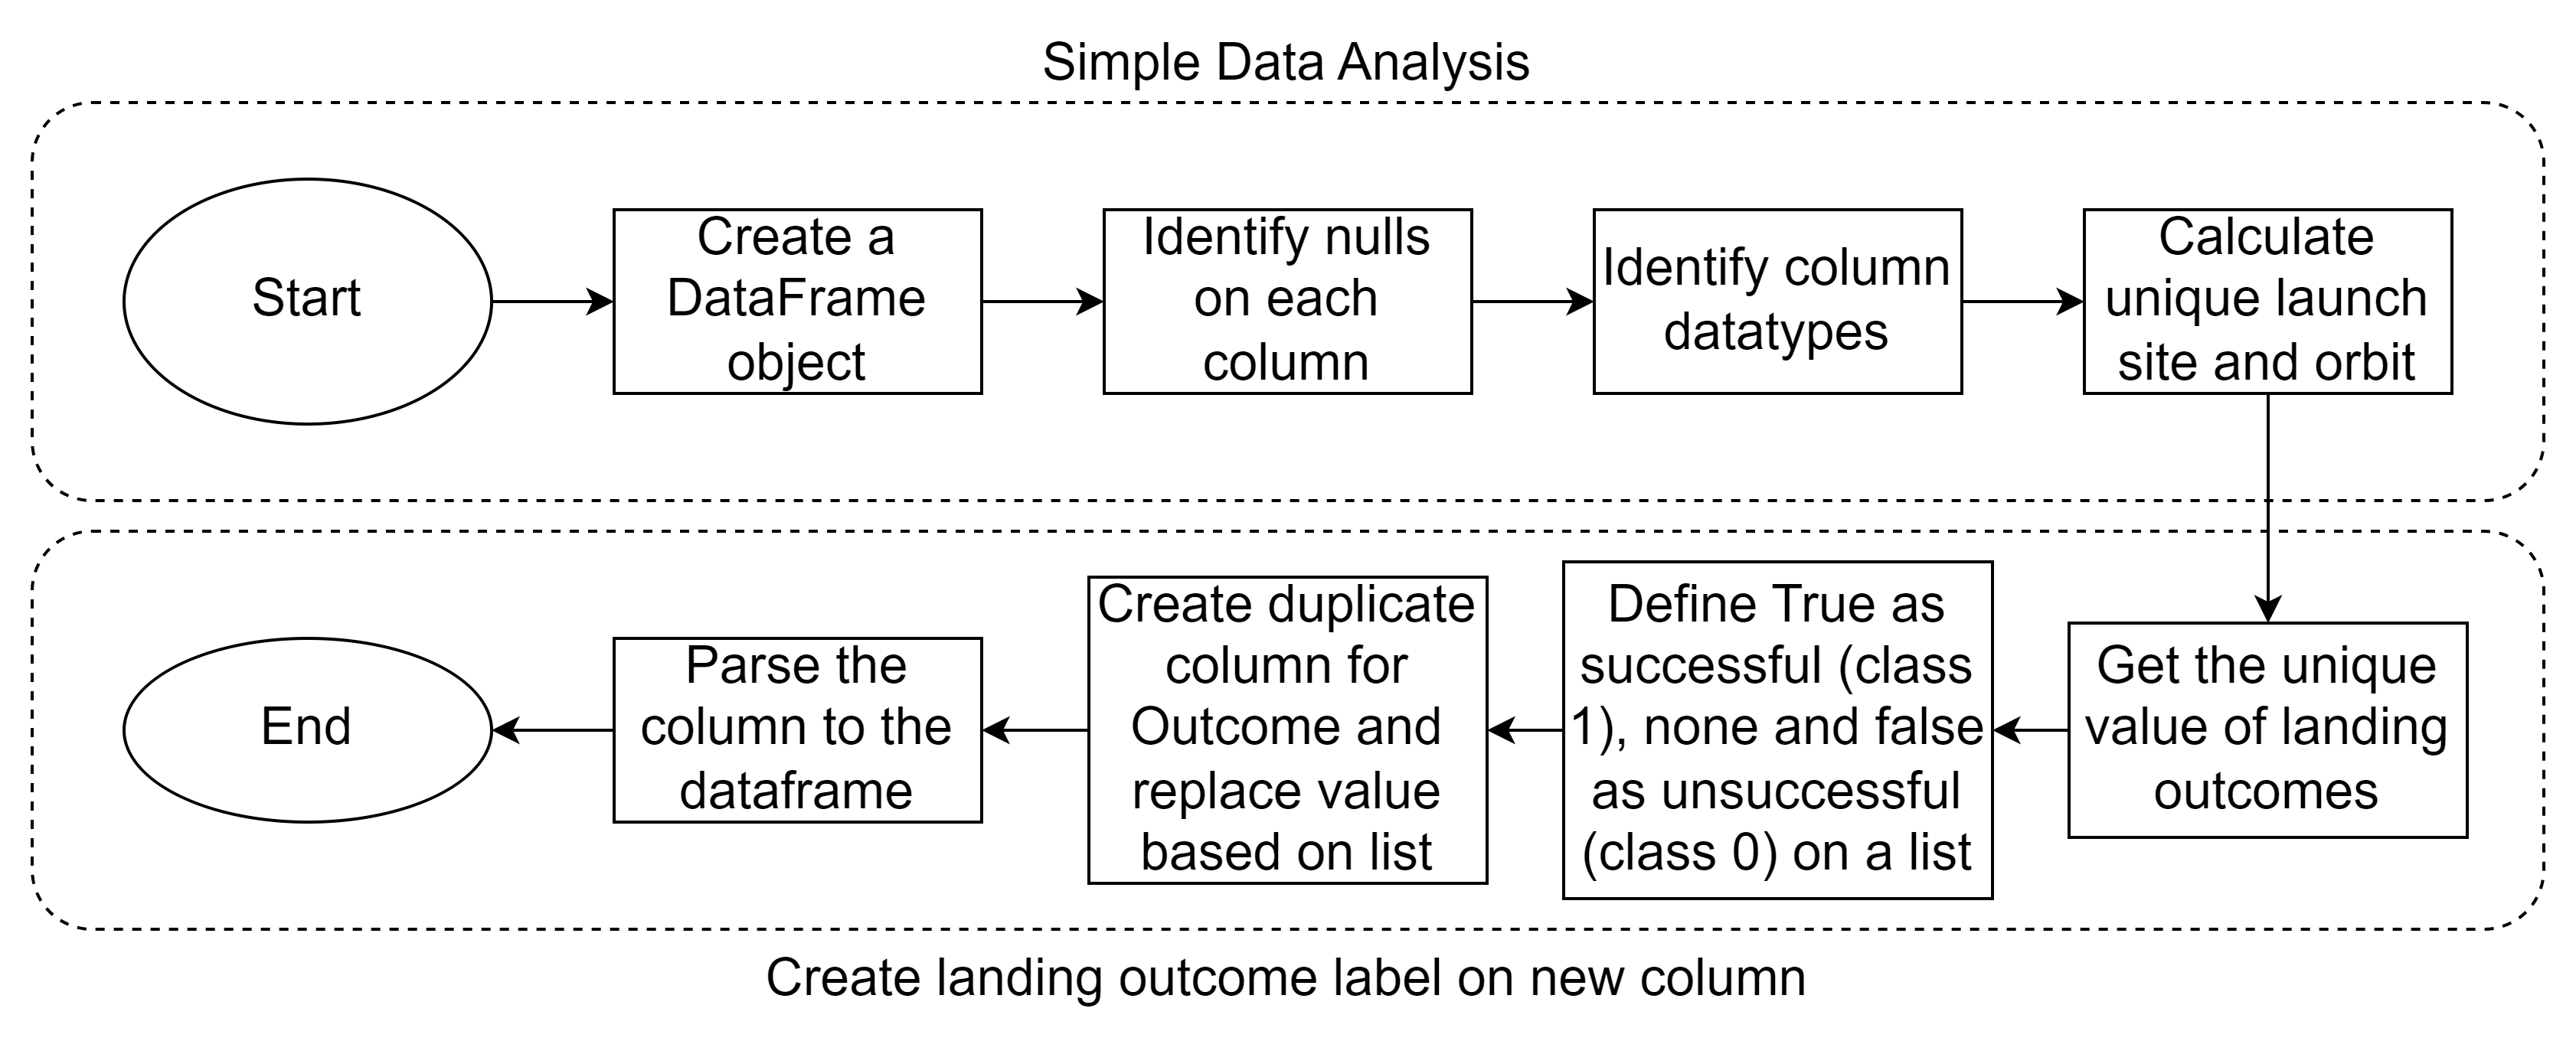 Simple Data Analysis
Start
Create a
DataFrame
object
Identify nulls
on each
column
Identify column
datatypes
Calculate
unique launch
site and orbit
Get the unique
value of landing
outcomes
Define True as
successful (class
1), none and false
as unsuccessful
(class 0) on a list
Create duplicate
column for
Outcome and
replace value
based on list
Parse the
column to the
dataframe
End
Create landing outcome label on new column